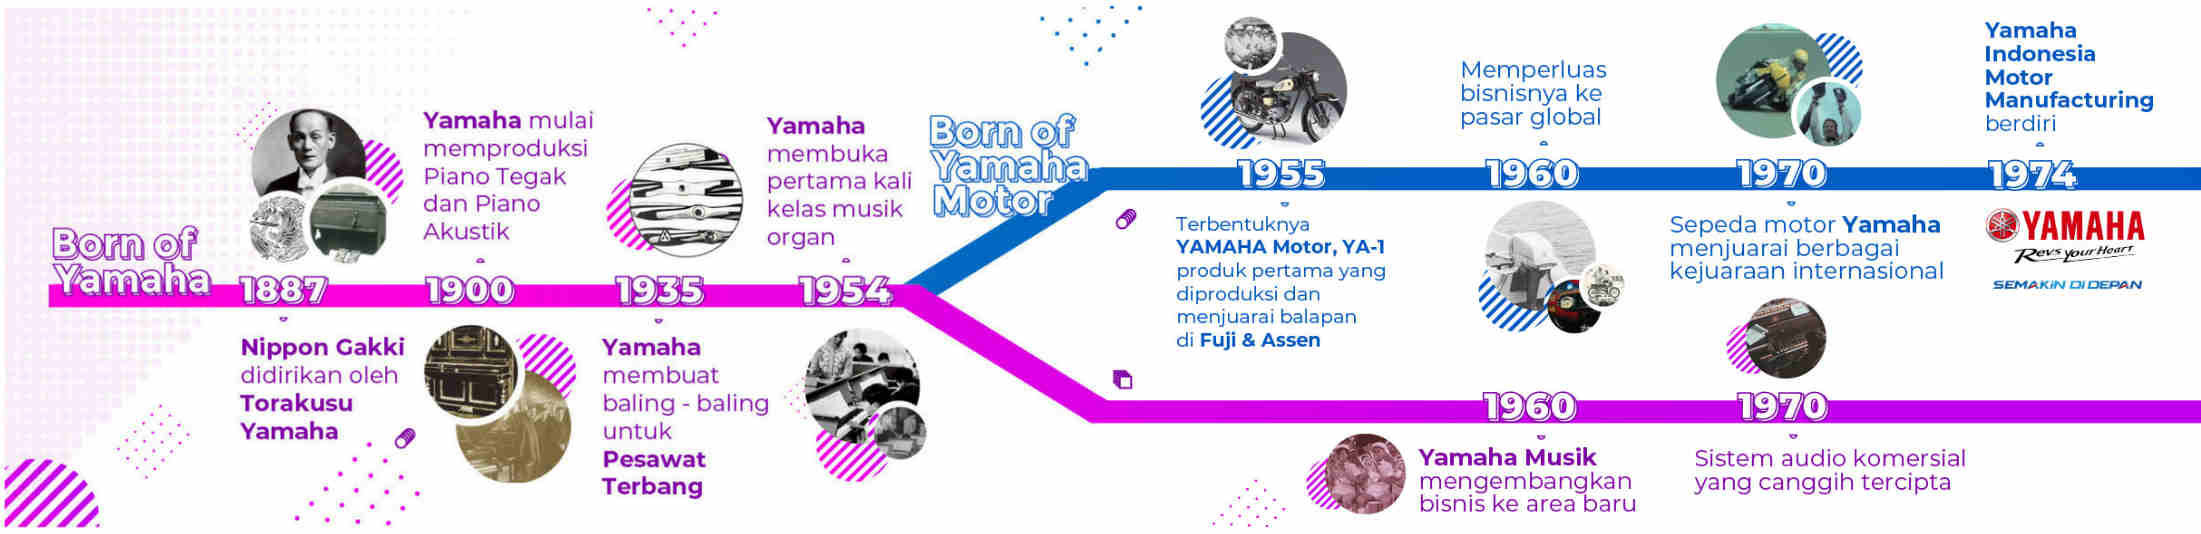 Born of
Yamaha
1887
Nippon Gakki
didirikan oleh
Torakusu
Yamaha
Yamaha mulai
memproduksi
Piano Tegak
dan Piano
Akustik
1900
1935
Yamaha
membuat
baling - baling
untuk
Pesawat
Terbang
Yamaha
membuka
pertama kali
kelas musik
organ
1954
Born of
Yamaha
Motor
1955
Terbentuknya
YAMAHA Motor, YA-1
produk pertama yang
diproduksi dan
menjuarai balapan
di Fuji & Assen
Memperluas
bisnisnya ke
pasar global
1960
1970
Sepeda motor Yamaha
menjuarai berbagai
kejuaraan internasional
Yamaha
Indonesia
Motor
Manufacturing
berdiri
1974
YAMAHA
Revs your Heart
SEMAKIN DI DEPAN
1960
Yamaha Musik
mengembangkan
bisnis ke area baru
1970
Sistem audio komersial
yang canggih tercipta